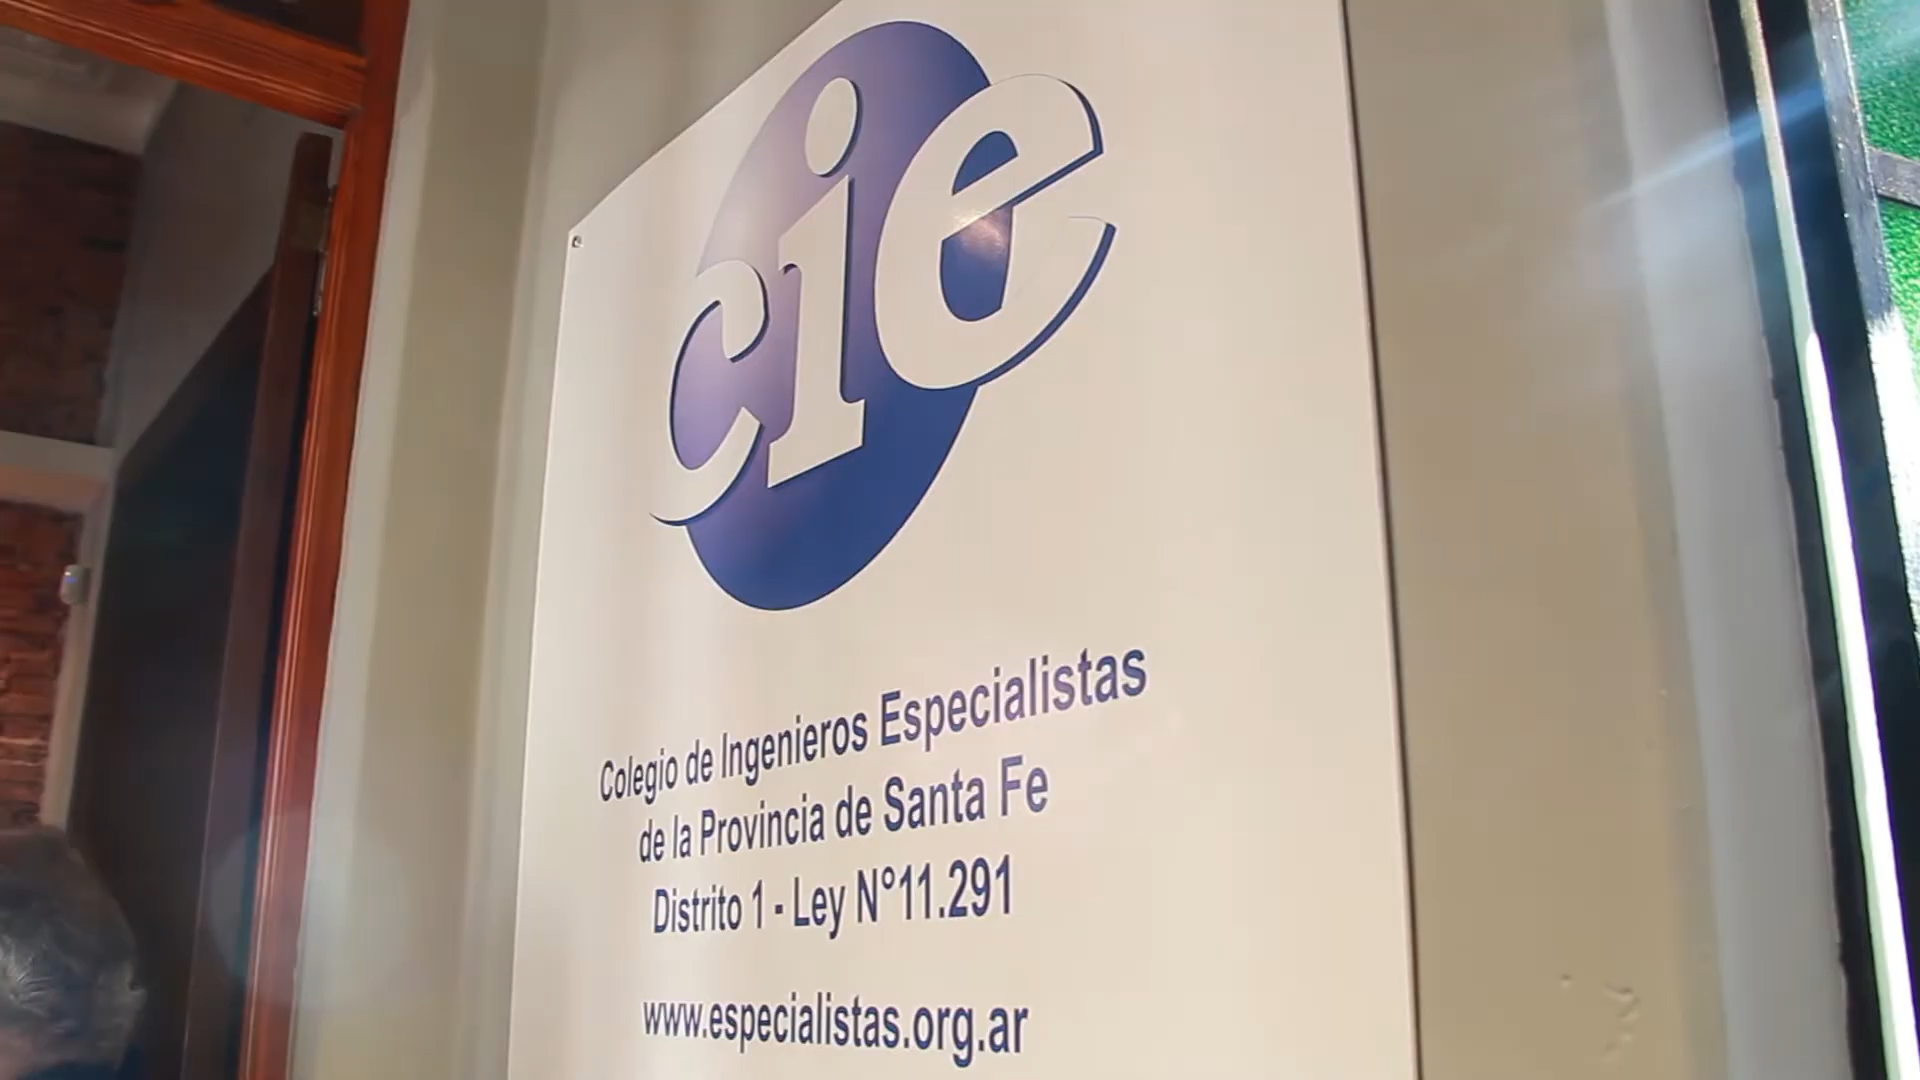 cie
Colegio de Ingenieros Especialistas
de la Provincia de Santa Fe
Distrito 1 - Ley N°11.291
www.especialistas.org.ar